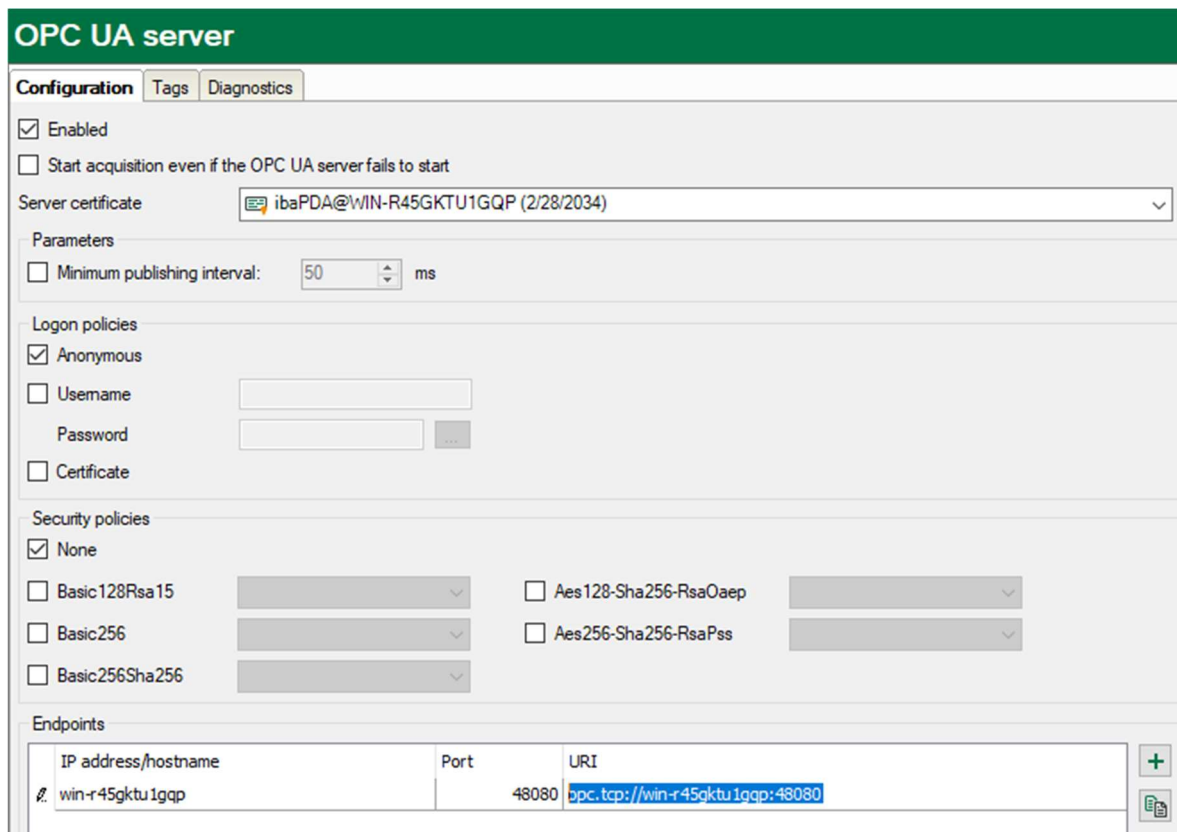 OPC UA server
Configuration Tags Diagnostics
Enabled
Start acquisition even if the OPC UA server fails to start
Server certificate ibaPDA@WIN-R45GKTU1GQP (2/28/2034)
Parameters
Minimum publishing interval: 50 ms
Logon policies
Anonymous
Username
Password ...
Certificate
Security policies
None
Basic128Rsa15 Aes128-Sha256-RsaOaep
Basic256 Aes256-Sha256-RsaPss
Basic256Sha256
Endpoints
IP address/hostname Port URI
win-r45gktu1gqp 48080 opc.tcp://win-r45gktu1gqp:48080